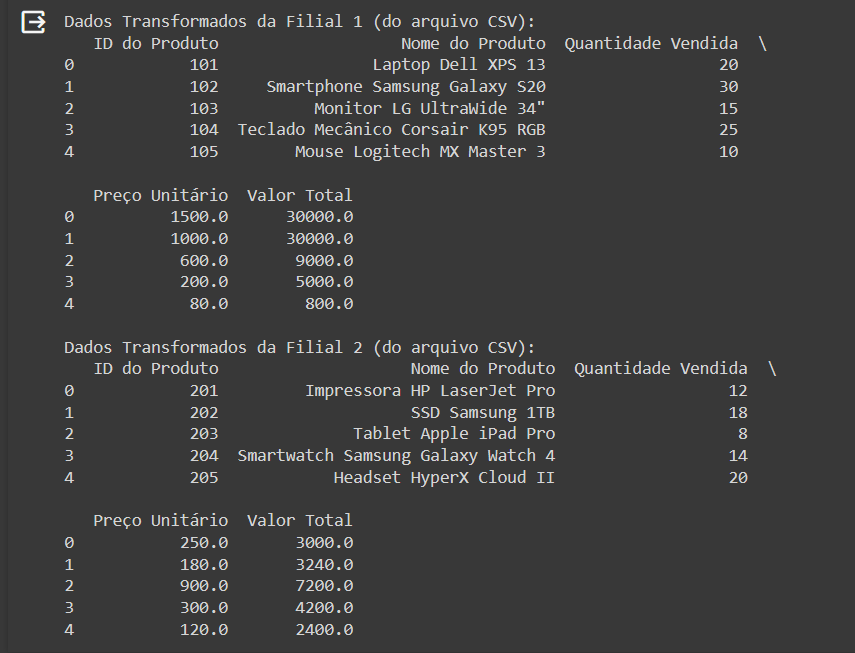 Dados Transformados da Filial 1 (do arquivo CSV):
   ID do Produto                   Nome do Produto  Quantidade Vendida  \
0            101                Laptop Dell XPS 13                  20
1            102     Smartphone Samsung Galaxy S20                  30
2            103          Monitor LG UltraWide 34"                  15
3            104  Teclado Mecânico Corsair K95 RGB                  25
4            105        Mouse Logitech MX Master 3                  10

   Preço Unitário  Valor Total
0          1500.0      30000.0
1          1000.0      30000.0
2           600.0       9000.0
3           200.0       5000.0
4            80.0        800.0

Dados Transformados da Filial 2 (do arquivo CSV):
   ID do Produto                    Nome do Produto  Quantidade Vendida  \
0            201            Impressora HP LaserJet Pro                  12
1            202                    SSD Samsung 1TB                  18
2            203              Tablet Apple iPad Pro                   8
3            204  Smartwatch Samsung Galaxy Watch 4                  14
4            205            Headset HyperX Cloud II                  20

   Preço Unitário  Valor Total
0           250.0       3000.0
1           180.0       3240.0
2           900.0       7200.0
3           300.0       4200.0
4           120.0       2400.0